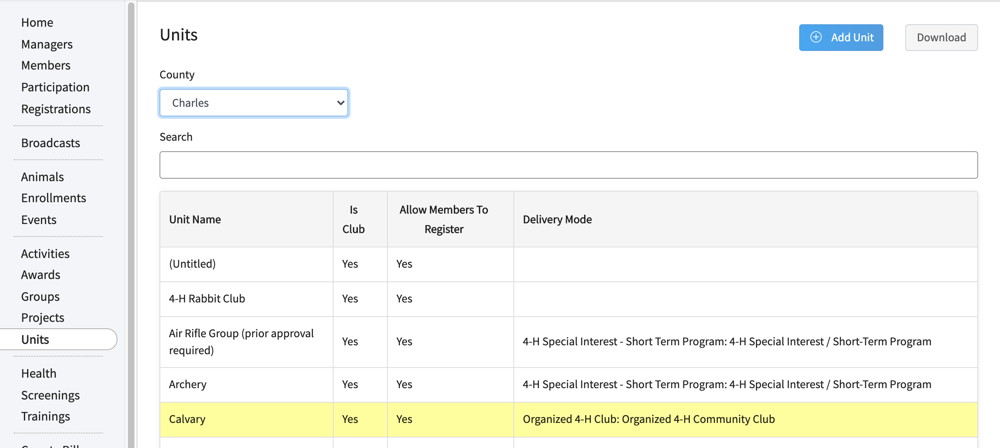 Home
Managers
Members
Participation
Registrations
Broadcasts
Animals
Enrollments
Events
Activities
Awards
Groups
Projects
Units
Health
Screenings
Trainings
Units
Add Unit
Download
County
Charles
Search
Unit Name
Is
Club
Allow Members To
Register
Delivery Mode
(Untitled)
Yes
Yes
4-H Rabbit Club
Yes
Yes
Air Rifle Group (prior approval
required)
Yes
Yes
4-H Special Interest - Short Term Program: 4-H Special Interest / Short-Term Program
Archery
Yes
Yes
4-H Special Interest - Short Term Program: 4-H Special Interest / Short-Term Program
Calvary
Yes
Yes
Organized 4-H Club: Organized 4-H Community Club